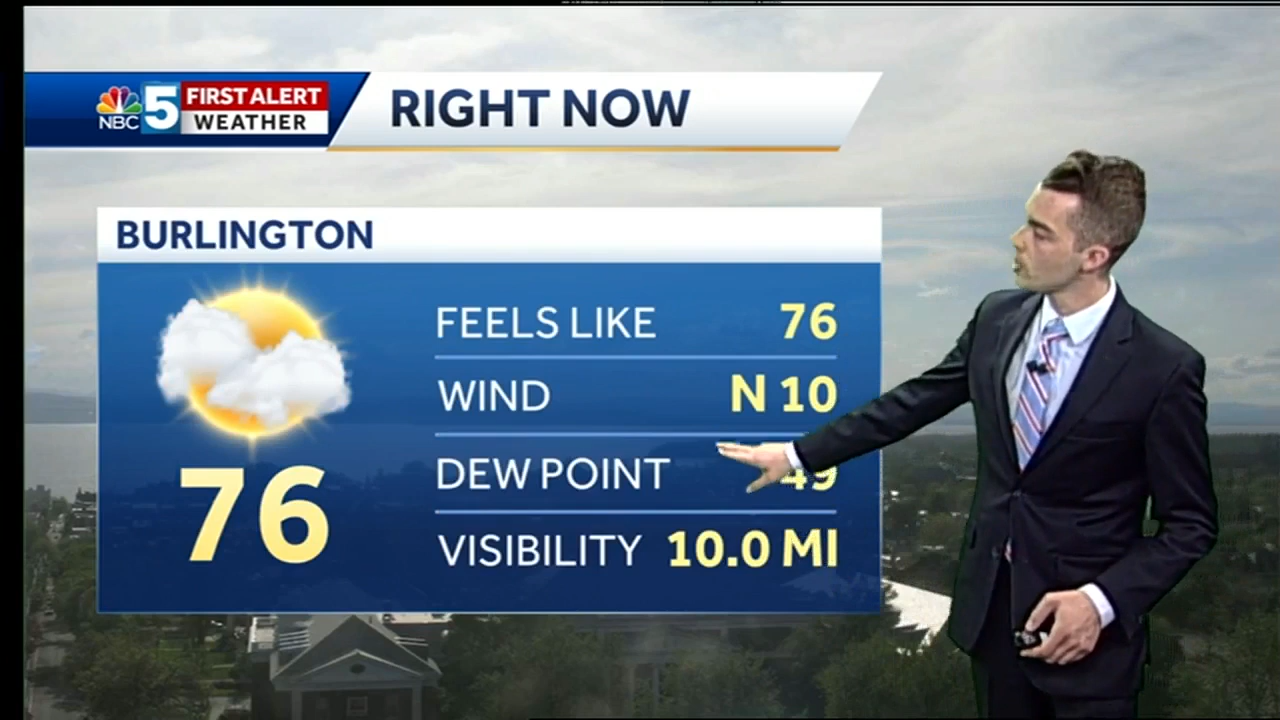 NBC 5 FIRST ALERT WEATHER
RIGHT NOW
BURLINGTON
76
FEELS LIKE 76
WIND N 10
DEW POINT 49
VISIBILITY 10.0 MI